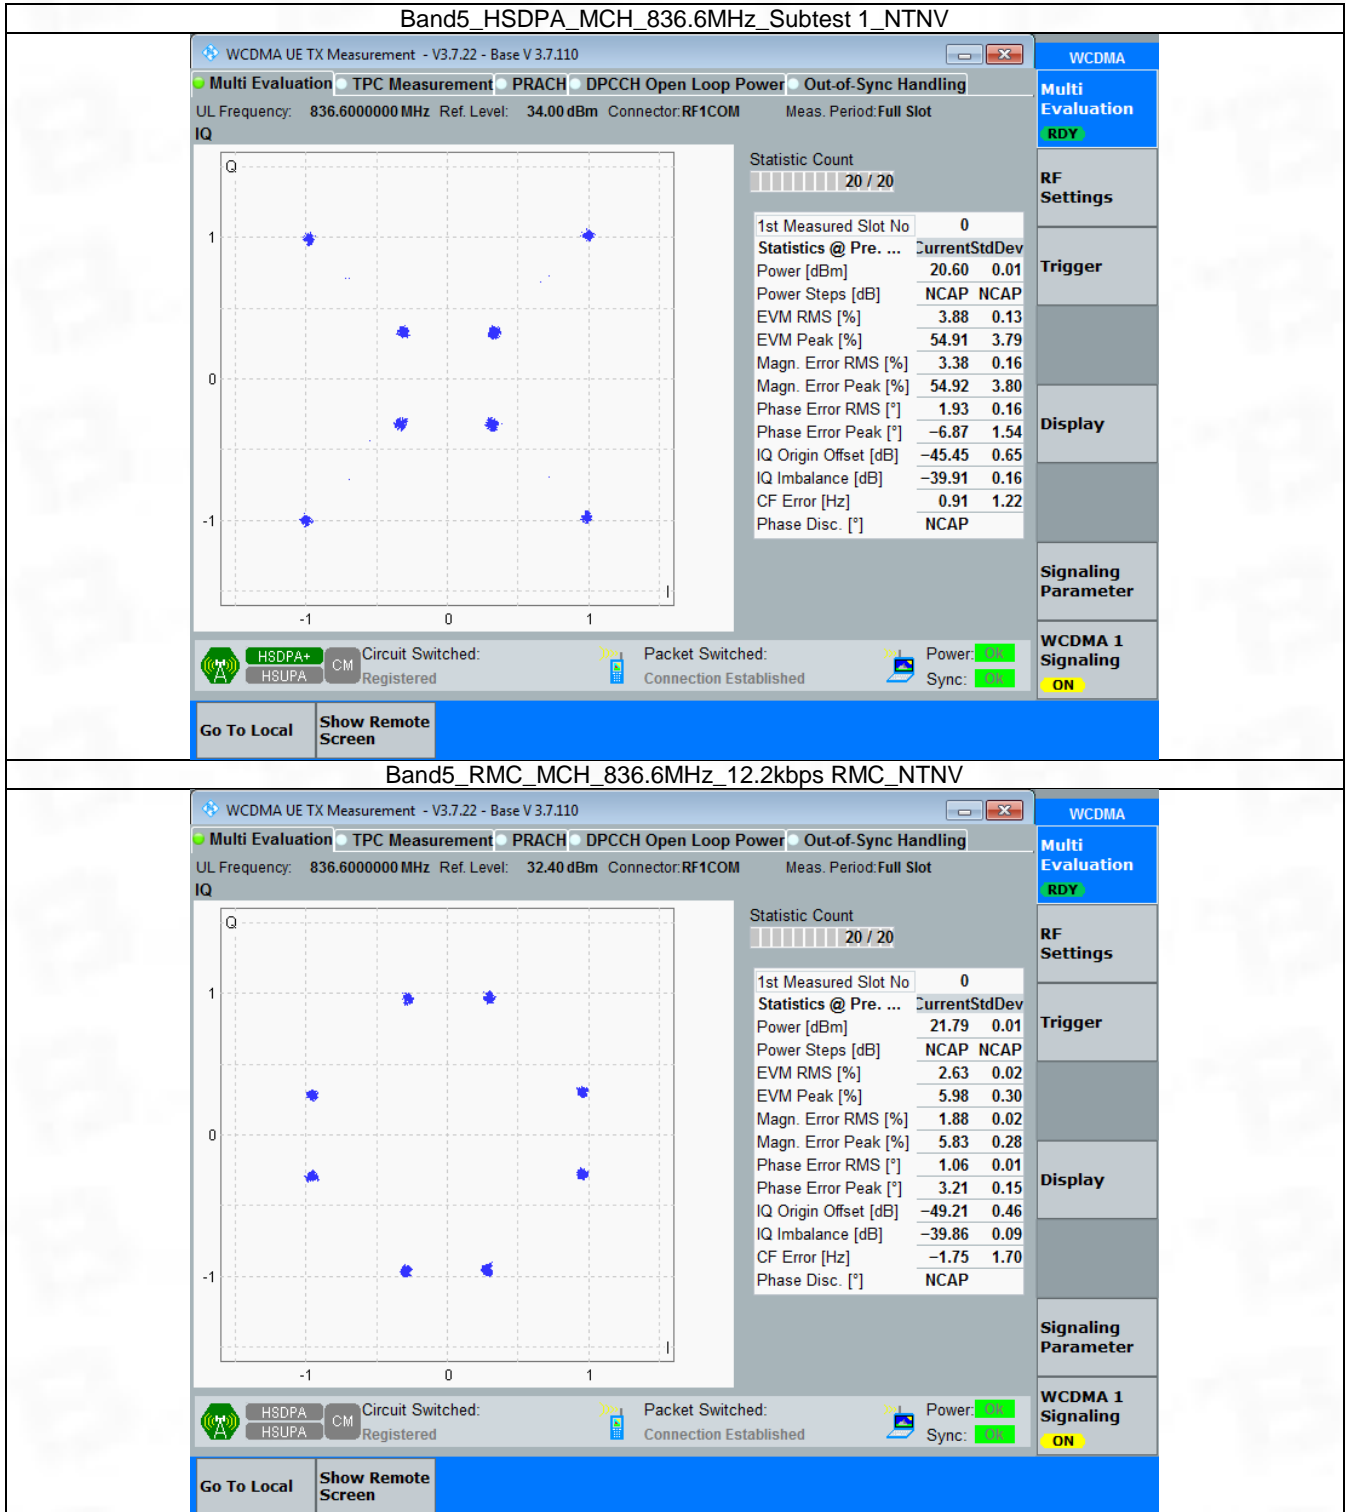 Band5_HSDPA_MCH_836.6MHz_Subtest 1_NTNV
WCDMA UE TX Measurement - V3.7.22 - Base V 3.7.110
WCDMA
Multi Evaluation TPC Measurement PRACH DPCCH Open Loop Power Out-of-Sync Handling
Multi
Evaluation
RDY
UL Frequency: 836.6000000 MHz Ref. Level: 34.00 dBm Connector:RF1COM Meas. Period:Full Slot
IQ
Q
1
0
-1
-1 0 1
I
Statistic Count
20 / 20
1st Measured Slot No 0
Statistics @ Pre. ... CurrentStdDev
Power [dBm] 20.60 0.01
Power Steps [dB] NCAP NCAP
EVM RMS [%] 3.88 0.13
EVM Peak [%] 54.91 3.79
Magn. Error RMS [%] 3.38 0.16
Magn. Error Peak [%] 54.92 3.80
Phase Error RMS [°] 1.93 0.16
Phase Error Peak [°] −6.87 1.54
IQ Origin Offset [dB] −45.45 0.65
IQ Imbalance [dB] −39.91 0.16
CF Error [Hz] 0.91 1.22
Phase Disc. [°] NCAP
RF
Settings
Trigger
Display
Signaling
Parameter
WCDMA 1
Signaling
ON
HSDPA+
HSUPA
CM
Circuit Switched:
Registered
Packet Switched:
Connection Established
Power: Ok
Sync: Ok
Go To Local
Show Remote
Screen
Band5_RMC_MCH_836.6MHz_12.2kbps RMC_NTNV
WCDMA UE TX Measurement - V3.7.22 - Base V 3.7.110
WCDMA
Multi Evaluation TPC Measurement PRACH DPCCH Open Loop Power Out-of-Sync Handling
Multi
Evaluation
RDY
UL Frequency: 836.6000000 MHz Ref. Level: 32.40 dBm Connector:RF1COM Meas. Period:Full Slot
IQ
Q
1
0
-1
-1 0 1
I
Statistic Count
20 / 20
1st Measured Slot No 0
Statistics @ Pre. ... CurrentStdDev
Power [dBm] 21.79 0.01
Power Steps [dB] NCAP NCAP
EVM RMS [%] 2.63 0.02
EVM Peak [%] 5.98 0.30
Magn. Error RMS [%] 1.88 0.02
Magn. Error Peak [%] 5.83 0.28
Phase Error RMS [°] 1.06 0.01
Phase Error Peak [°] 3.21 0.15
IQ Origin Offset [dB] −49.21 0.46
IQ Imbalance [dB] −39.86 0.09
CF Error [Hz] −1.75 1.70
Phase Disc. [°] NCAP
RF
Settings
Trigger
Display
Signaling
Parameter
WCDMA 1
Signaling
ON
HSDPA
HSUPA
CM
Circuit Switched:
Registered
Packet Switched:
Connection Established
Power: Ok
Sync: Ok
Go To Local
Show Remote
Screen